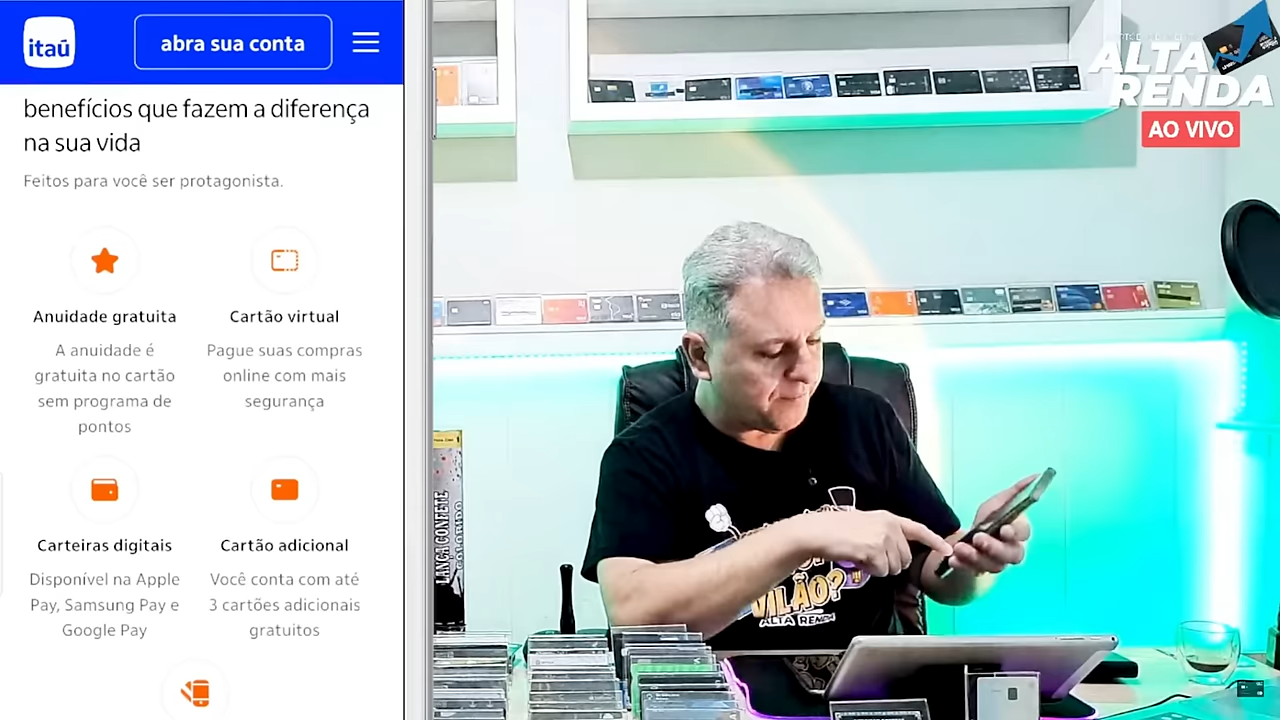 itaú
abra sua conta
benefícios que fazem a diferença
na sua vida
Feitos para você ser protagonista.
Anuidade gratuita
A anuidade é
gratuita no cartão
sem programa de
pontos
Cartão virtual
Pague suas compras
online com mais
segurança
Carteiras digitais
Disponível na Apple
Pay, Samsung Pay e
Google Pay
Cartão adicional
Você conta com até
3 cartões adicionais
gratuitos
ALTA
RENDA
AO VIVO
LANÇA CONFETE
COLORIDO
VILÃO?
ALTA RENDA